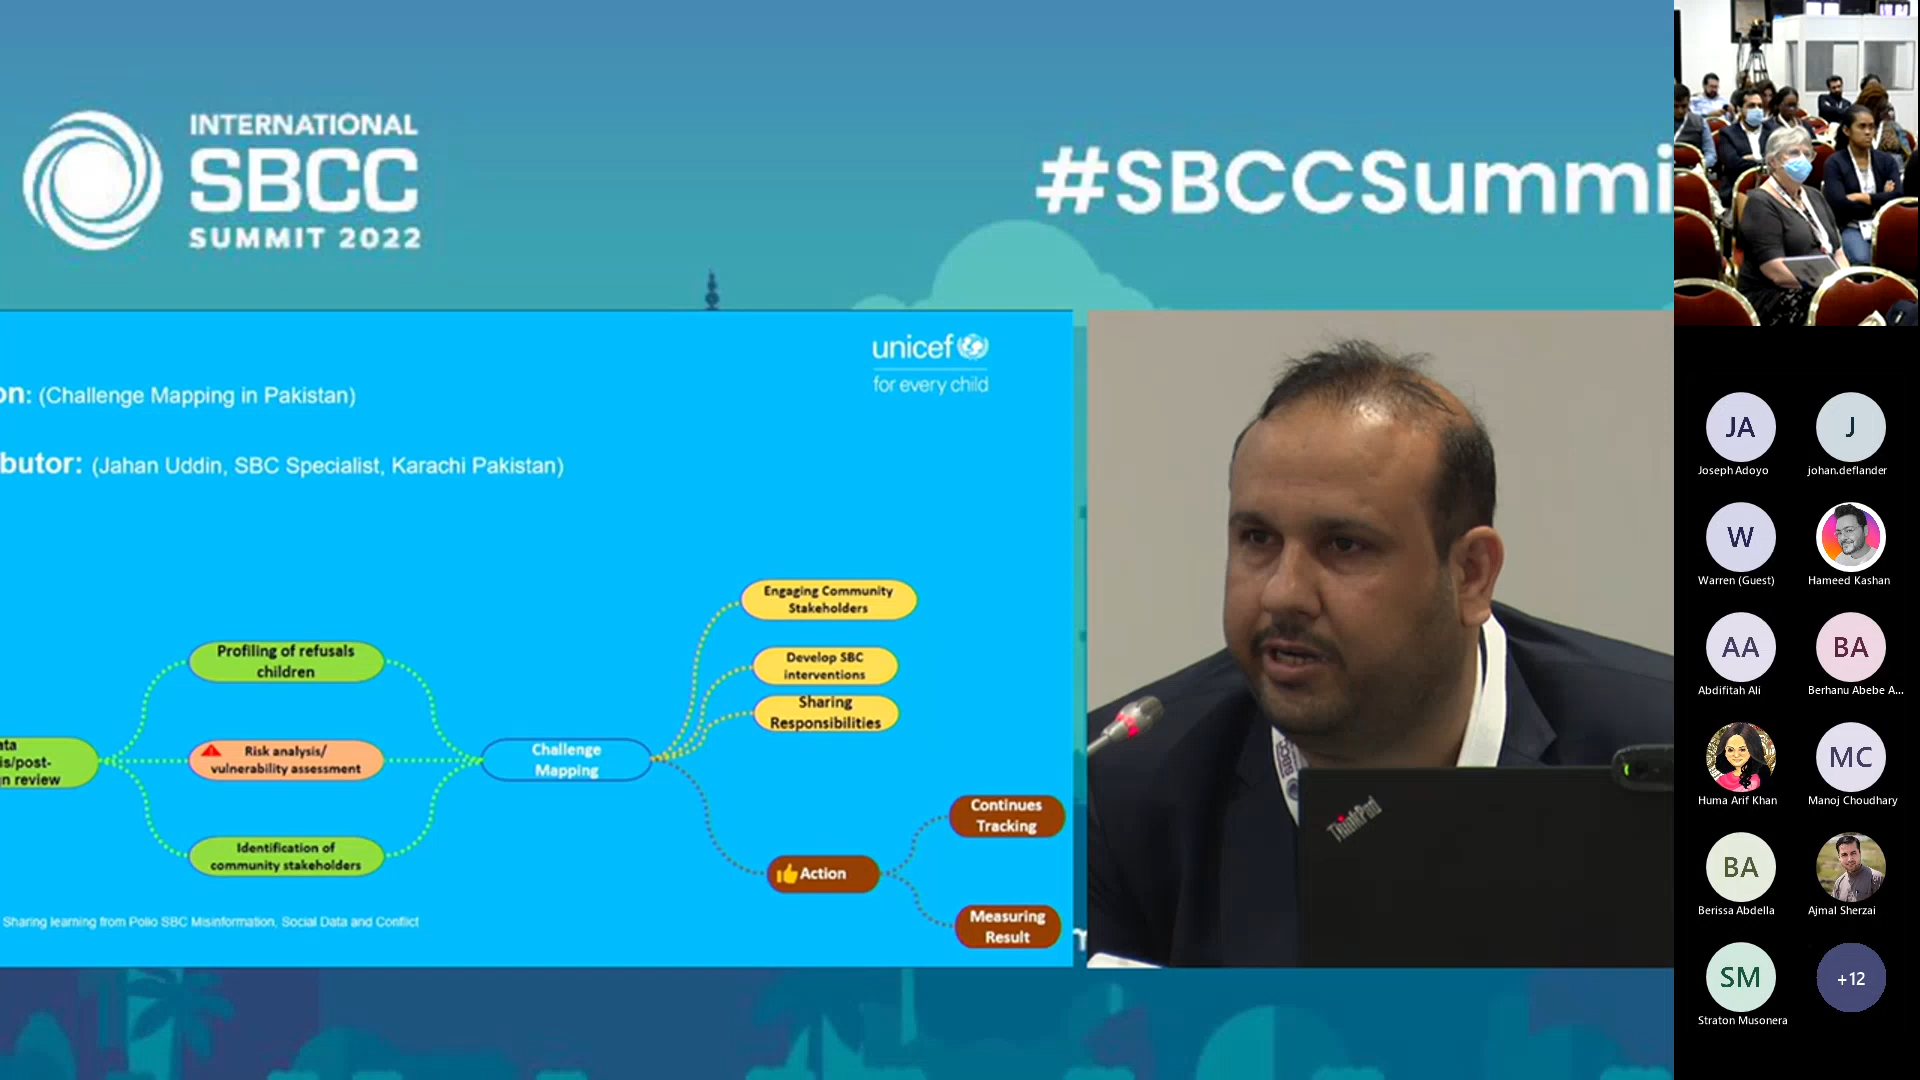 INTERNATIONAL
SBCC
SUMMIT 2022
#SBCCSummi
unicef
for every child
on: (Challenge Mapping in Pakistan)
butor: (Jahan Uddin, SBC Specialist, Karachi Pakistan)
Engaging Community
Stakeholders
Profiling of refusals
children
Develop SBC
interventions
Sharing
Responsibilities
ata
is/post-
n review
Risk analysis/
vulnerability assessment
Challenge
Mapping
Continues
Tracking
Identification of
community stakeholders
Action
Measuring
Result
Sharing learning from Polio SBC Misinformation, Social Data and Conflict
ThinkPad
JA
Joseph Adoyo
J
johan.deflander
W
Warren (Guest)
Hameed Kashan
AA
Abdifitah Ali
BA
Berhanu Abebe A...
Huma Arif Khan
MC
Manoj Choudhary
BA
Berissa Abdella
Ajmal Sherzai
SM
Straton Musonera
+12